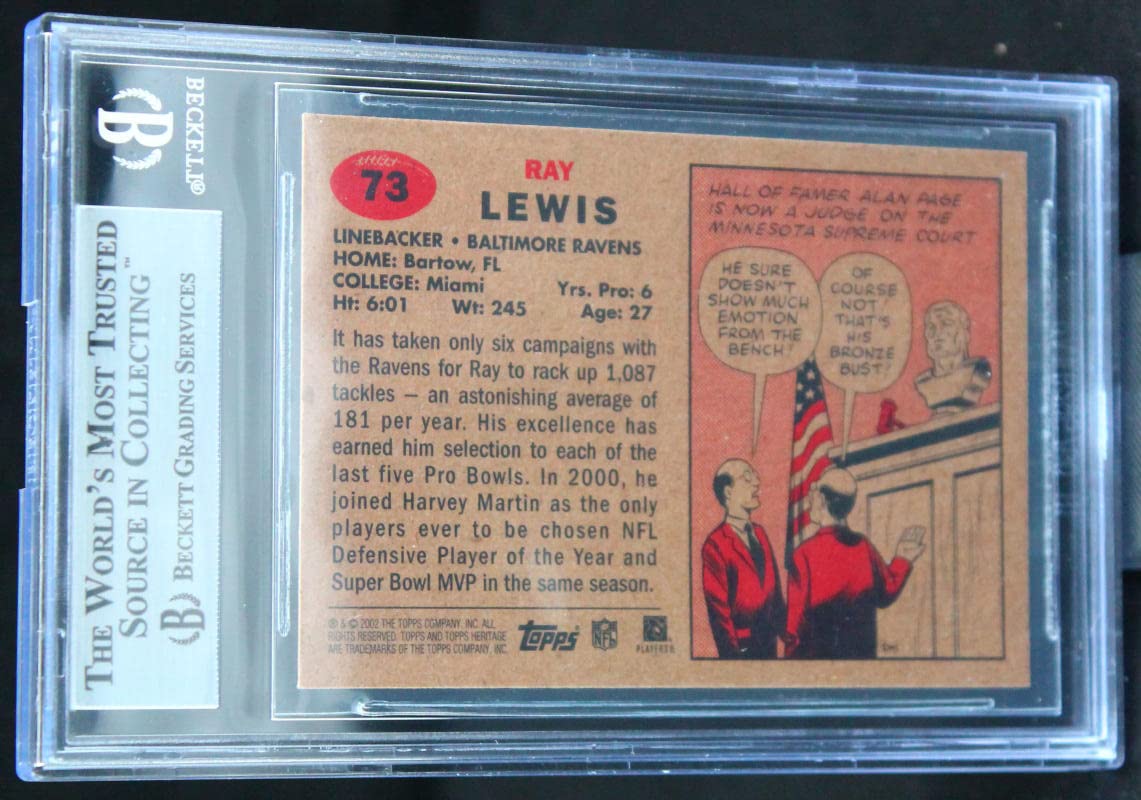 BECKETT®
THE WORLD'S MOST TRUSTED
SOURCE IN COLLECTING™
BECKETT GRADING SERVICES
73
RAY
LEWIS
LINEBACKER • BALTIMORE RAVENS
HOME: Bartow, FL
COLLEGE: Miami Yrs. Pro: 6
Ht: 6:01 Wt: 245 Age: 27
It has taken only six campaigns with
the Ravens for Ray to rack up 1,087
tackles — an astonishing average of
181 per year. His excellence has
earned him selection to each of the
last five Pro Bowls. In 2000, he
joined Harvey Martin as the only
players ever to be chosen NFL
Defensive Player of the Year and
Super Bowl MVP in the same season.
® & © 2002 THE TOPPS COMPANY, INC. ALL
RIGHTS RESERVED. TOPPS AND TOPPS HERITAGE
ARE TRADEMARKS OF THE TOPPS COMPANY, INC.
Topps
NFL
PLAYERS
HALL OF FAMER ALAN PAGE
IS NOW A JUDGE ON THE
MINNESOTA SUPREME COURT
HE SURE
DOESN'T
SHOW MUCH
EMOTION
FROM THE
BENCH!
OF
COURSE
NOT,
THAT'S
HIS
BRONZE
BUST!